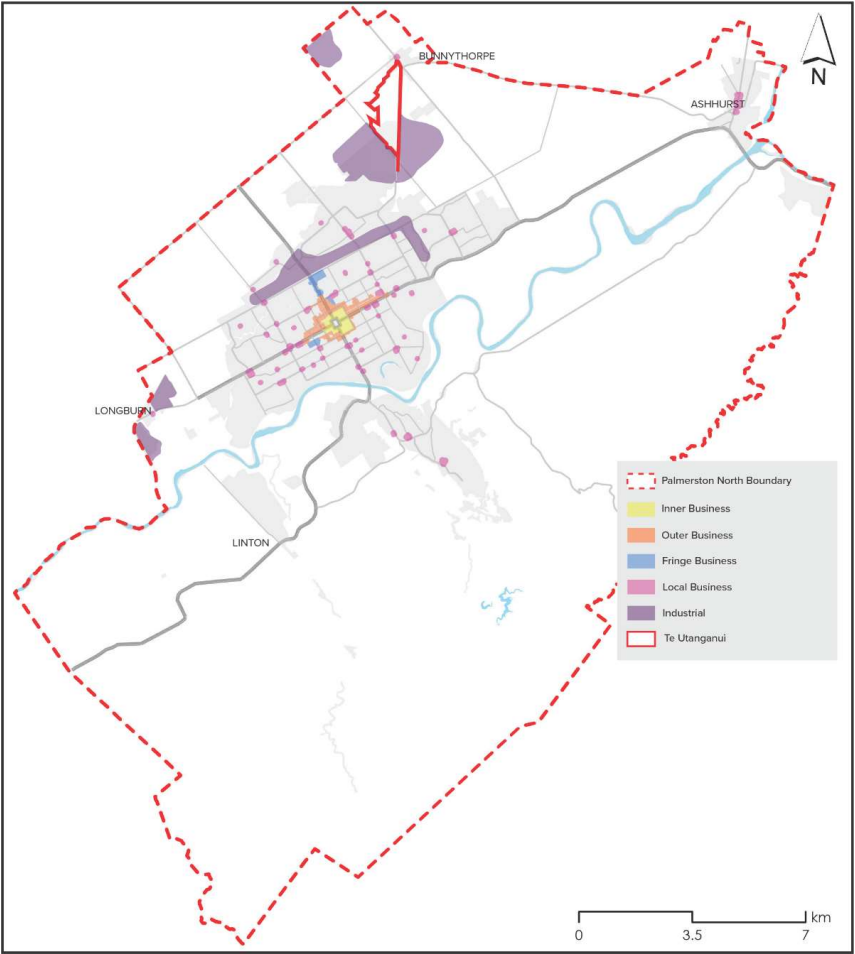 BUNNYTHORPE
ASHHURST
N
LONGBURN
LINTON
Palmerston North Boundary
Inner Business
Outer Business
Fringe Business
Local Business
Industrial
Te Utanganui
km
0 3.5 7